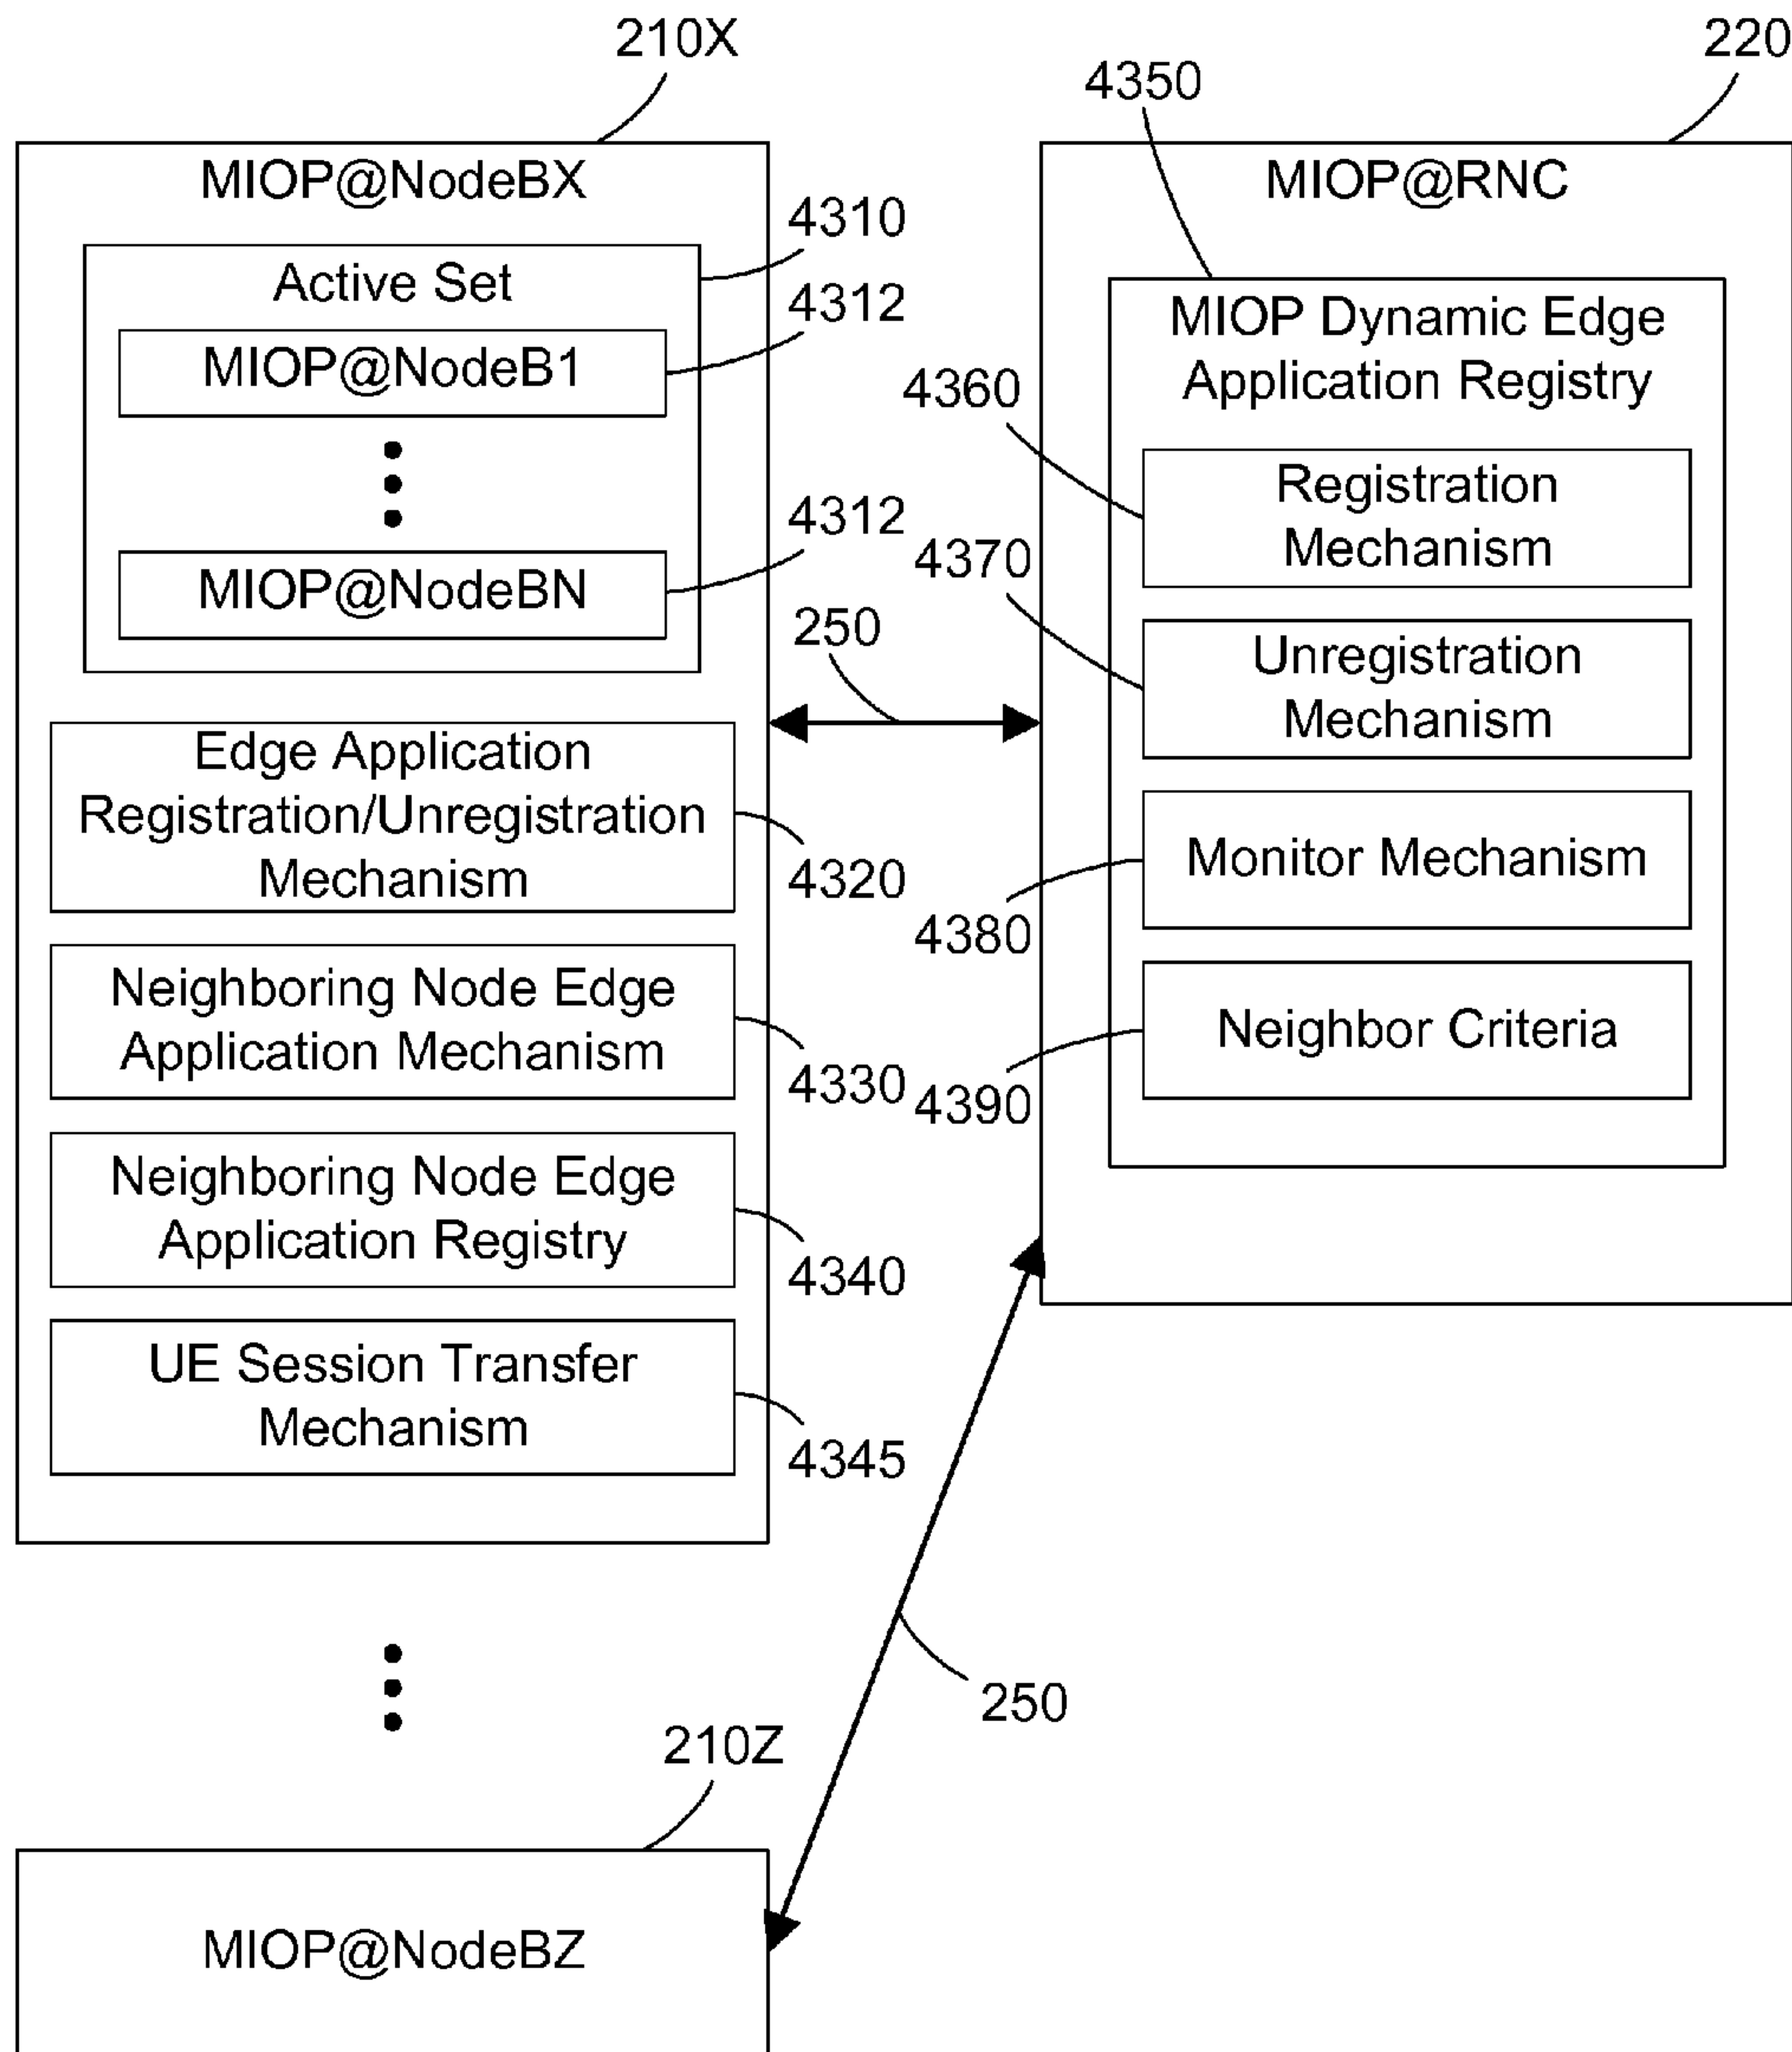 210X
220
4350
MIOP@NodeBX
MIOP@RNC
4310
Active Set
4312
MIOP@NodeB1
MIOP Dynamic Edge
Application Registry
4360
Registration
Mechanism
4312
MIOP@NodeBN
4370
250
Unregistration
Mechanism
Edge Application
Registration/Unregistration
Mechanism
4320
Monitor Mechanism
4380
Neighboring Node Edge
Application Mechanism
4330
Neighbor Criteria
4390
Neighboring Node Edge
Application Registry
4340
UE Session Transfer
Mechanism
4345
250
210Z
MIOP@NodeBZ